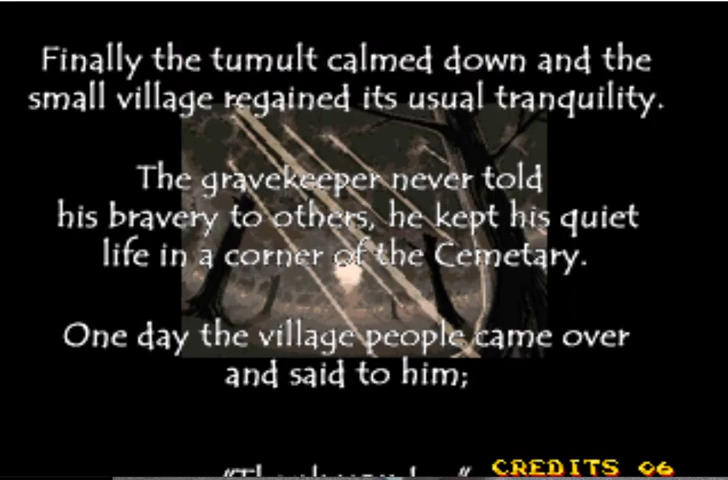 Finally the tumult calmed down and the
small village regained its usual tranquility.
The gravekeeper never told
his bravery to others, he kept his quiet
life in a corner of the Cemetary.
One day the village people came over
and said to him;
CREDITS 06